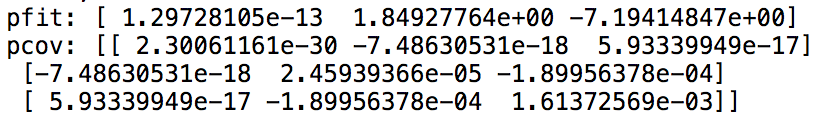 pfit: [ 1.29728105e-13 1.84927764e+00 -7.19414847e+00]
pcov: [[ 2.30061161e-30 -7.48630531e-18 5.93339949e-17]
[-7.48630531e-18 2.45939366e-05 -1.89956378e-04]
[ 5.93339949e-17 -1.89956378e-04 1.61372569e-03]]